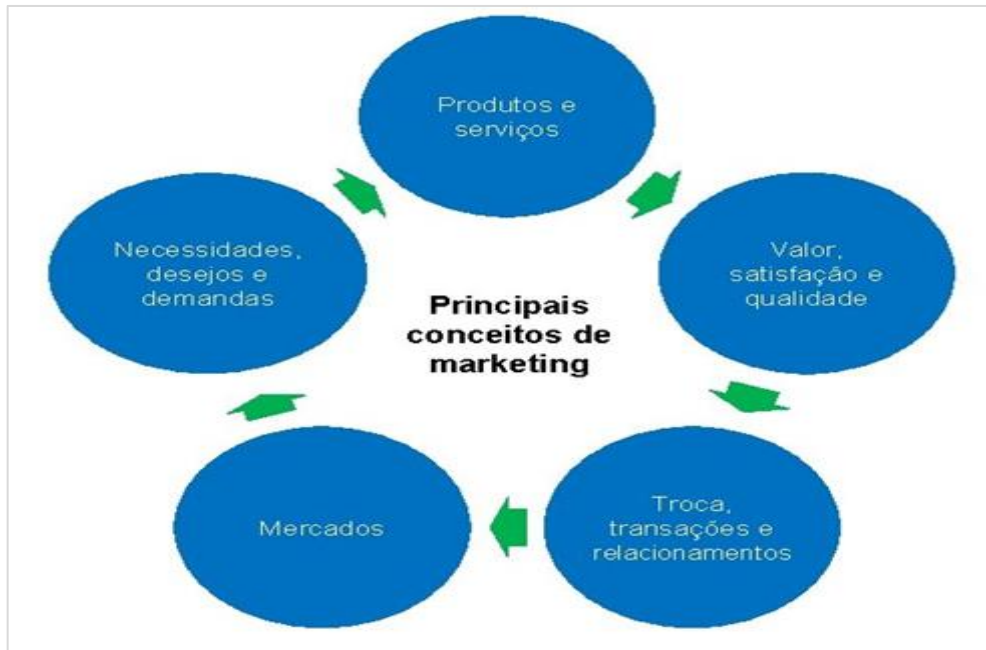 Produtos e
serviços
Necessidades,
desejos e
demandas
Valor,
satisfação e
qualidade
Principais
conceitos de
marketing
Mercados
Troca,
transações e
relacionamentos